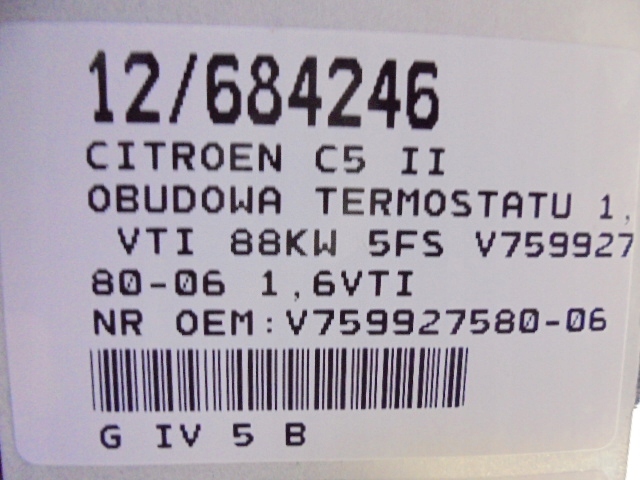 12/684246
CITROEN C5 II
OBUDOWA TERMOSTATU 1,
VTI 88KW 5FS V759927
80-06 1,6VTI
NR OEM:V759927580-06
G IV 5 B